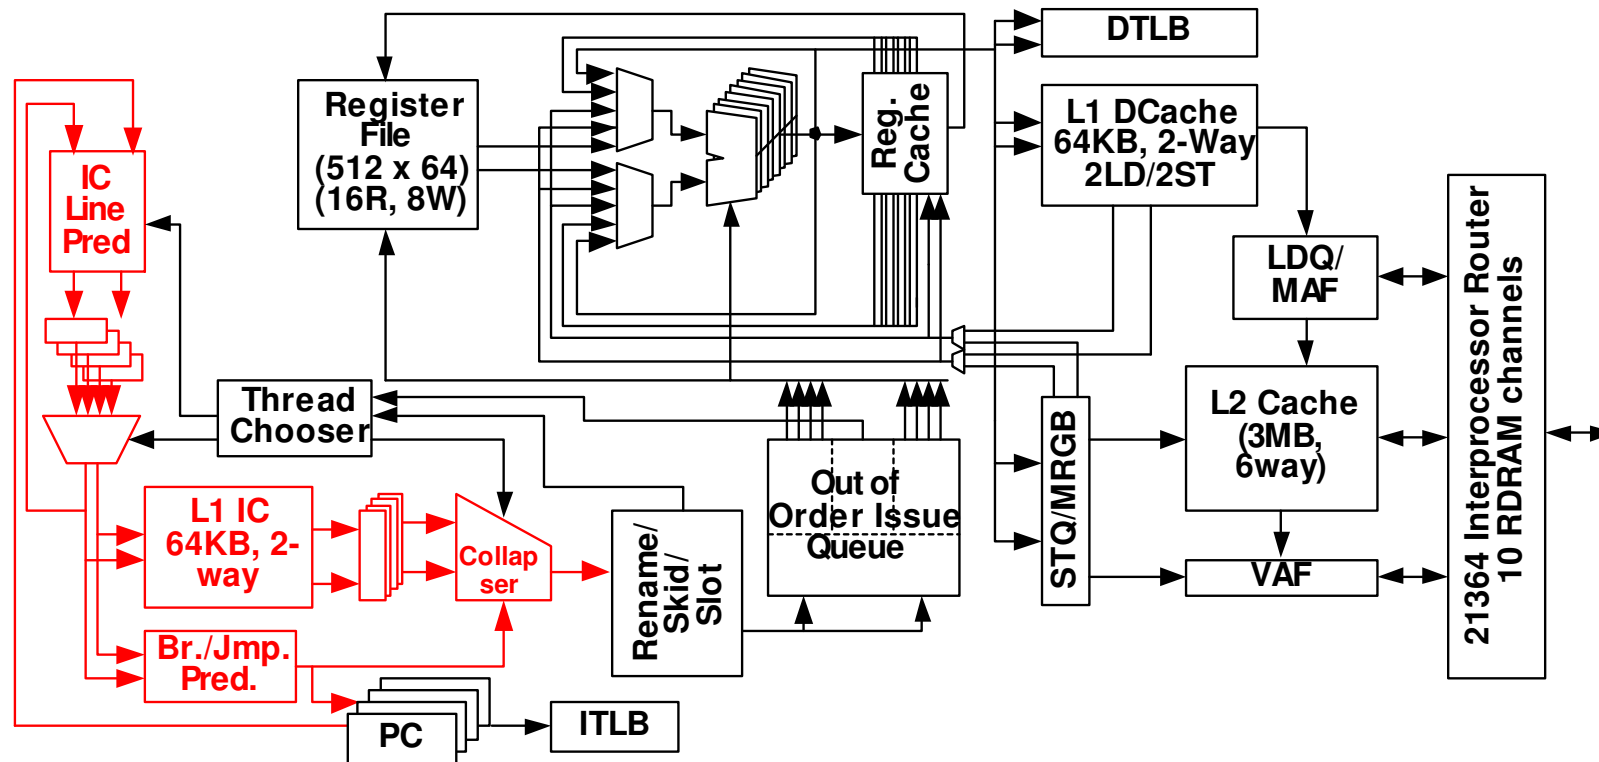 DTLB
Register
File
(512 x 64)
(16R, 8W)
Reg.
Cache
L1 DCache
64KB, 2-Way
2LD/2ST
IC
Line
Pred
LDQ/
MAF
21364 Interprocessor Router
10 RDRAM channels
Thread
Chooser
L2 Cache
(3MB,
6way)
STQ/MRGB
Out of
Order Issue
Queue
L1 IC
64KB, 2-
way
Collap
ser
Rename/
Skid/
Slot
VAF
Br./Jmp.
Pred.
PC
ITLB